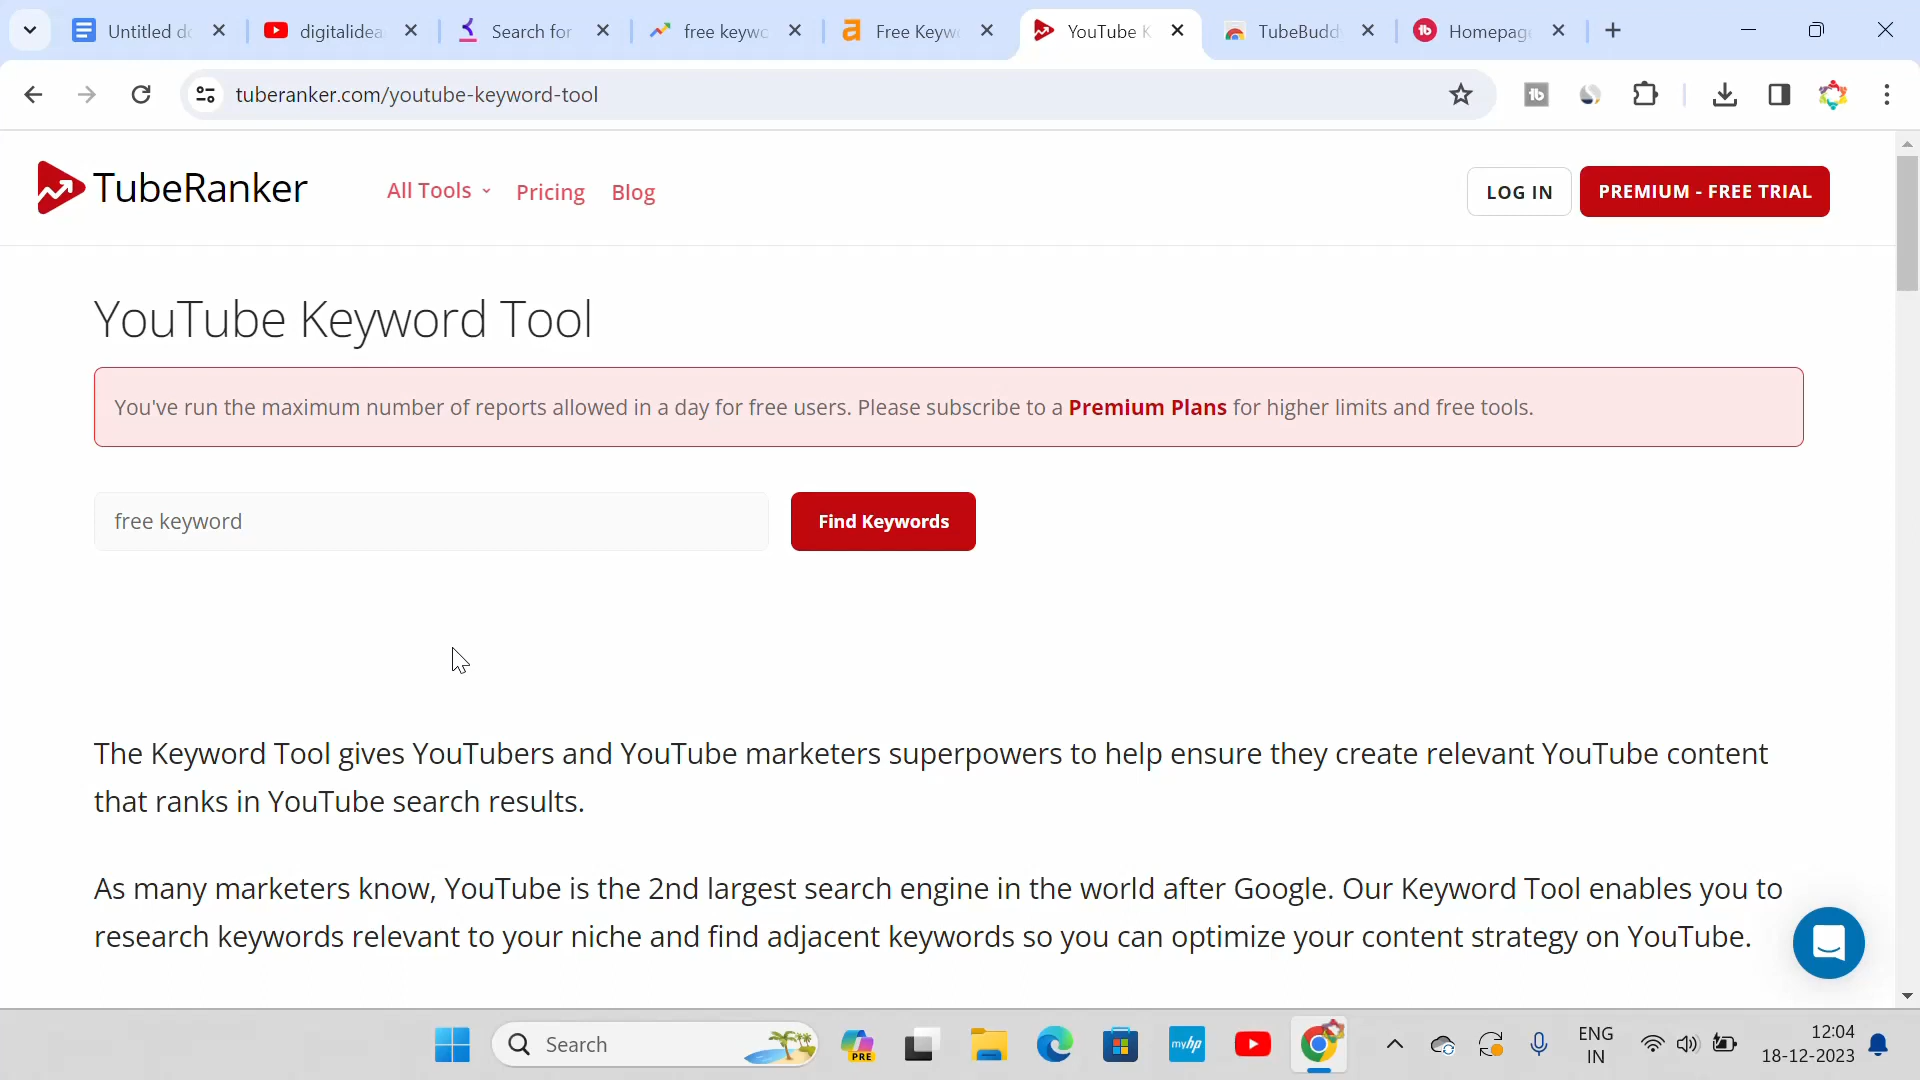 Untitled do
digitalidea
Search for
free keywo
Free Keywo
YouTube K
TubeBudd
Homepag
tuberanker.com/youtube-keyword-tool
TubeRanker
All Tools
Pricing
Blog
LOG IN
PREMIUM - FREE TRIAL
YouTube Keyword Tool
You've run the maximum number of reports allowed in a day for free users. Please subscribe to a Premium Plans for higher limits and free tools.
free keyword
Find Keywords
The Keyword Tool gives YouTubers and YouTube marketers superpowers to help ensure they create relevant YouTube content
that ranks in YouTube search results.
As many marketers know, YouTube is the 2nd largest search engine in the world after Google. Our Keyword Tool enables you to
research keywords relevant to your niche and find adjacent keywords so you can optimize your content strategy on YouTube.
Search
PRE
myhp
ENG
IN
12:04
18-12-2023